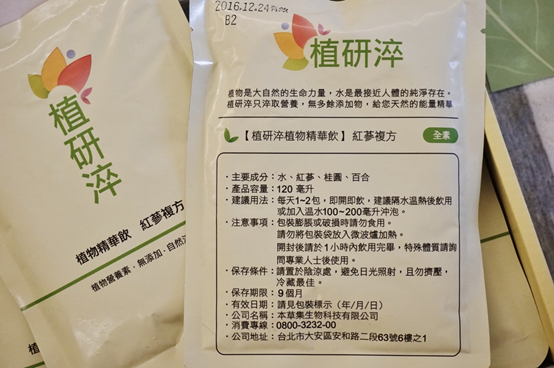 2016.12.24
B2
植研淬
植物是大自然的生命力量，水是最接近人體的純淨存在。
植研淬只淬取營養，無多餘添加物，給您天然的能量精華
【植研淬植物精華飲】紅蔘複方 全素
·主要成分：水、紅蔘、桂圓、百合
·產品容量：120 毫升
·建議用法：每天1~2包，即開即飲，建議隔水溫熱後飲用
或加入溫水100~200毫升沖泡。
·注意事項：包裝膨脹或破損時請勿食用。
請勿將包裝袋放入微波爐加熱。
開封後請於1小時內飲用完畢，特殊體質請詢
問專業人士後使用。
·保存條件：請置於陰涼處，避免日光照射，且勿擠壓，
冷藏最佳。
·保存期限：9個月
·有效日期：請見包裝標示（年/月/日）
·公司名稱：本草集生物科技有限公司
·消費專線：0800-3232-00
·公司地址：台北市大安區安和路二段63號6樓之1
植研淬
植物精華飲 紅蔘複方
植物營養素·無添加·自然
植